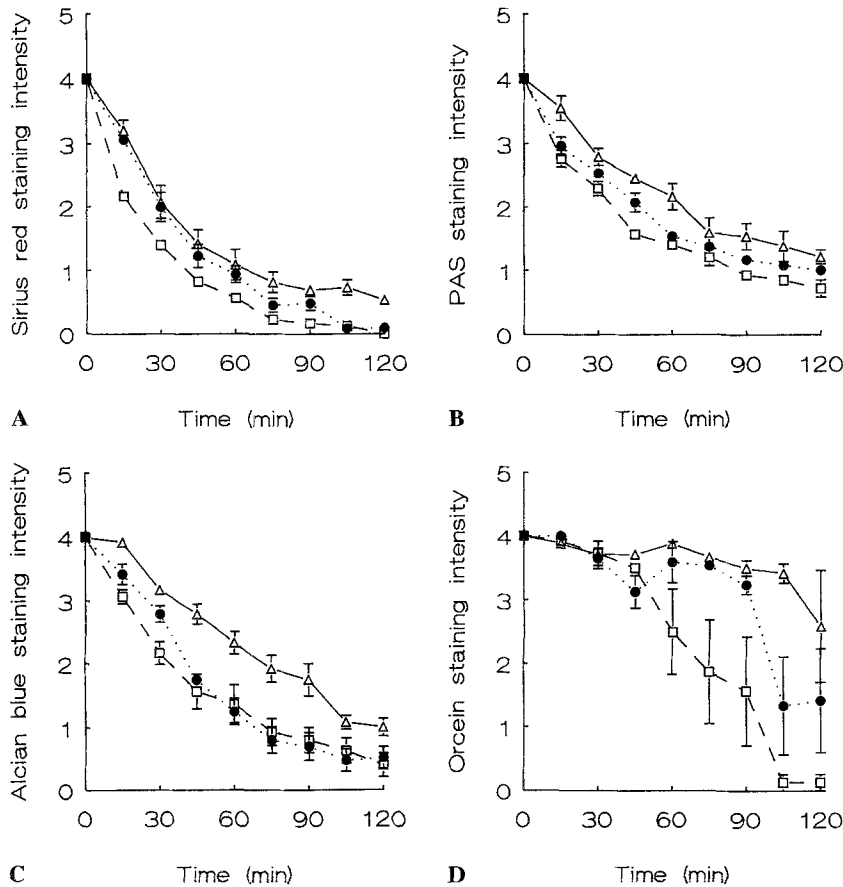 5
4
3
2
1
0
Sirius red staining intensity
0 30 60 90 120
A Time (min)
5
4
3
2
1
0
PAS staining intensity
0 30 60 90 120
B Time (min)
5
4
3
2
1
0
Alcian blue staining intensity
0 30 60 90 120
C Time (min)
5
4
3
2
1
0
Orcein staining intensity
0 30 60 90 120
D Time (min)